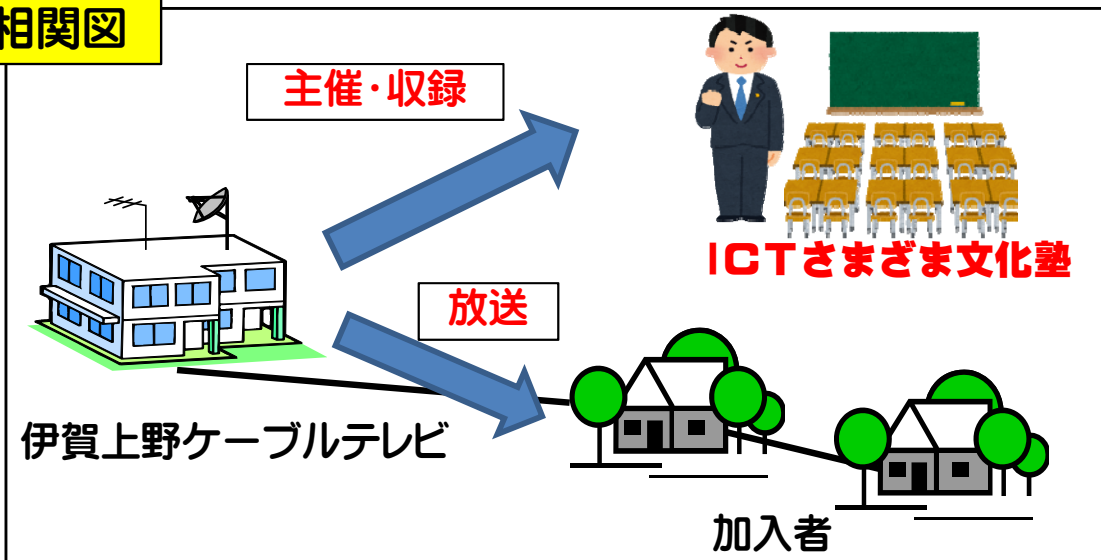 相関図
主催・収録
ICTさまざま文化塾
放送
伊賀上野ケーブルテレビ
加入者